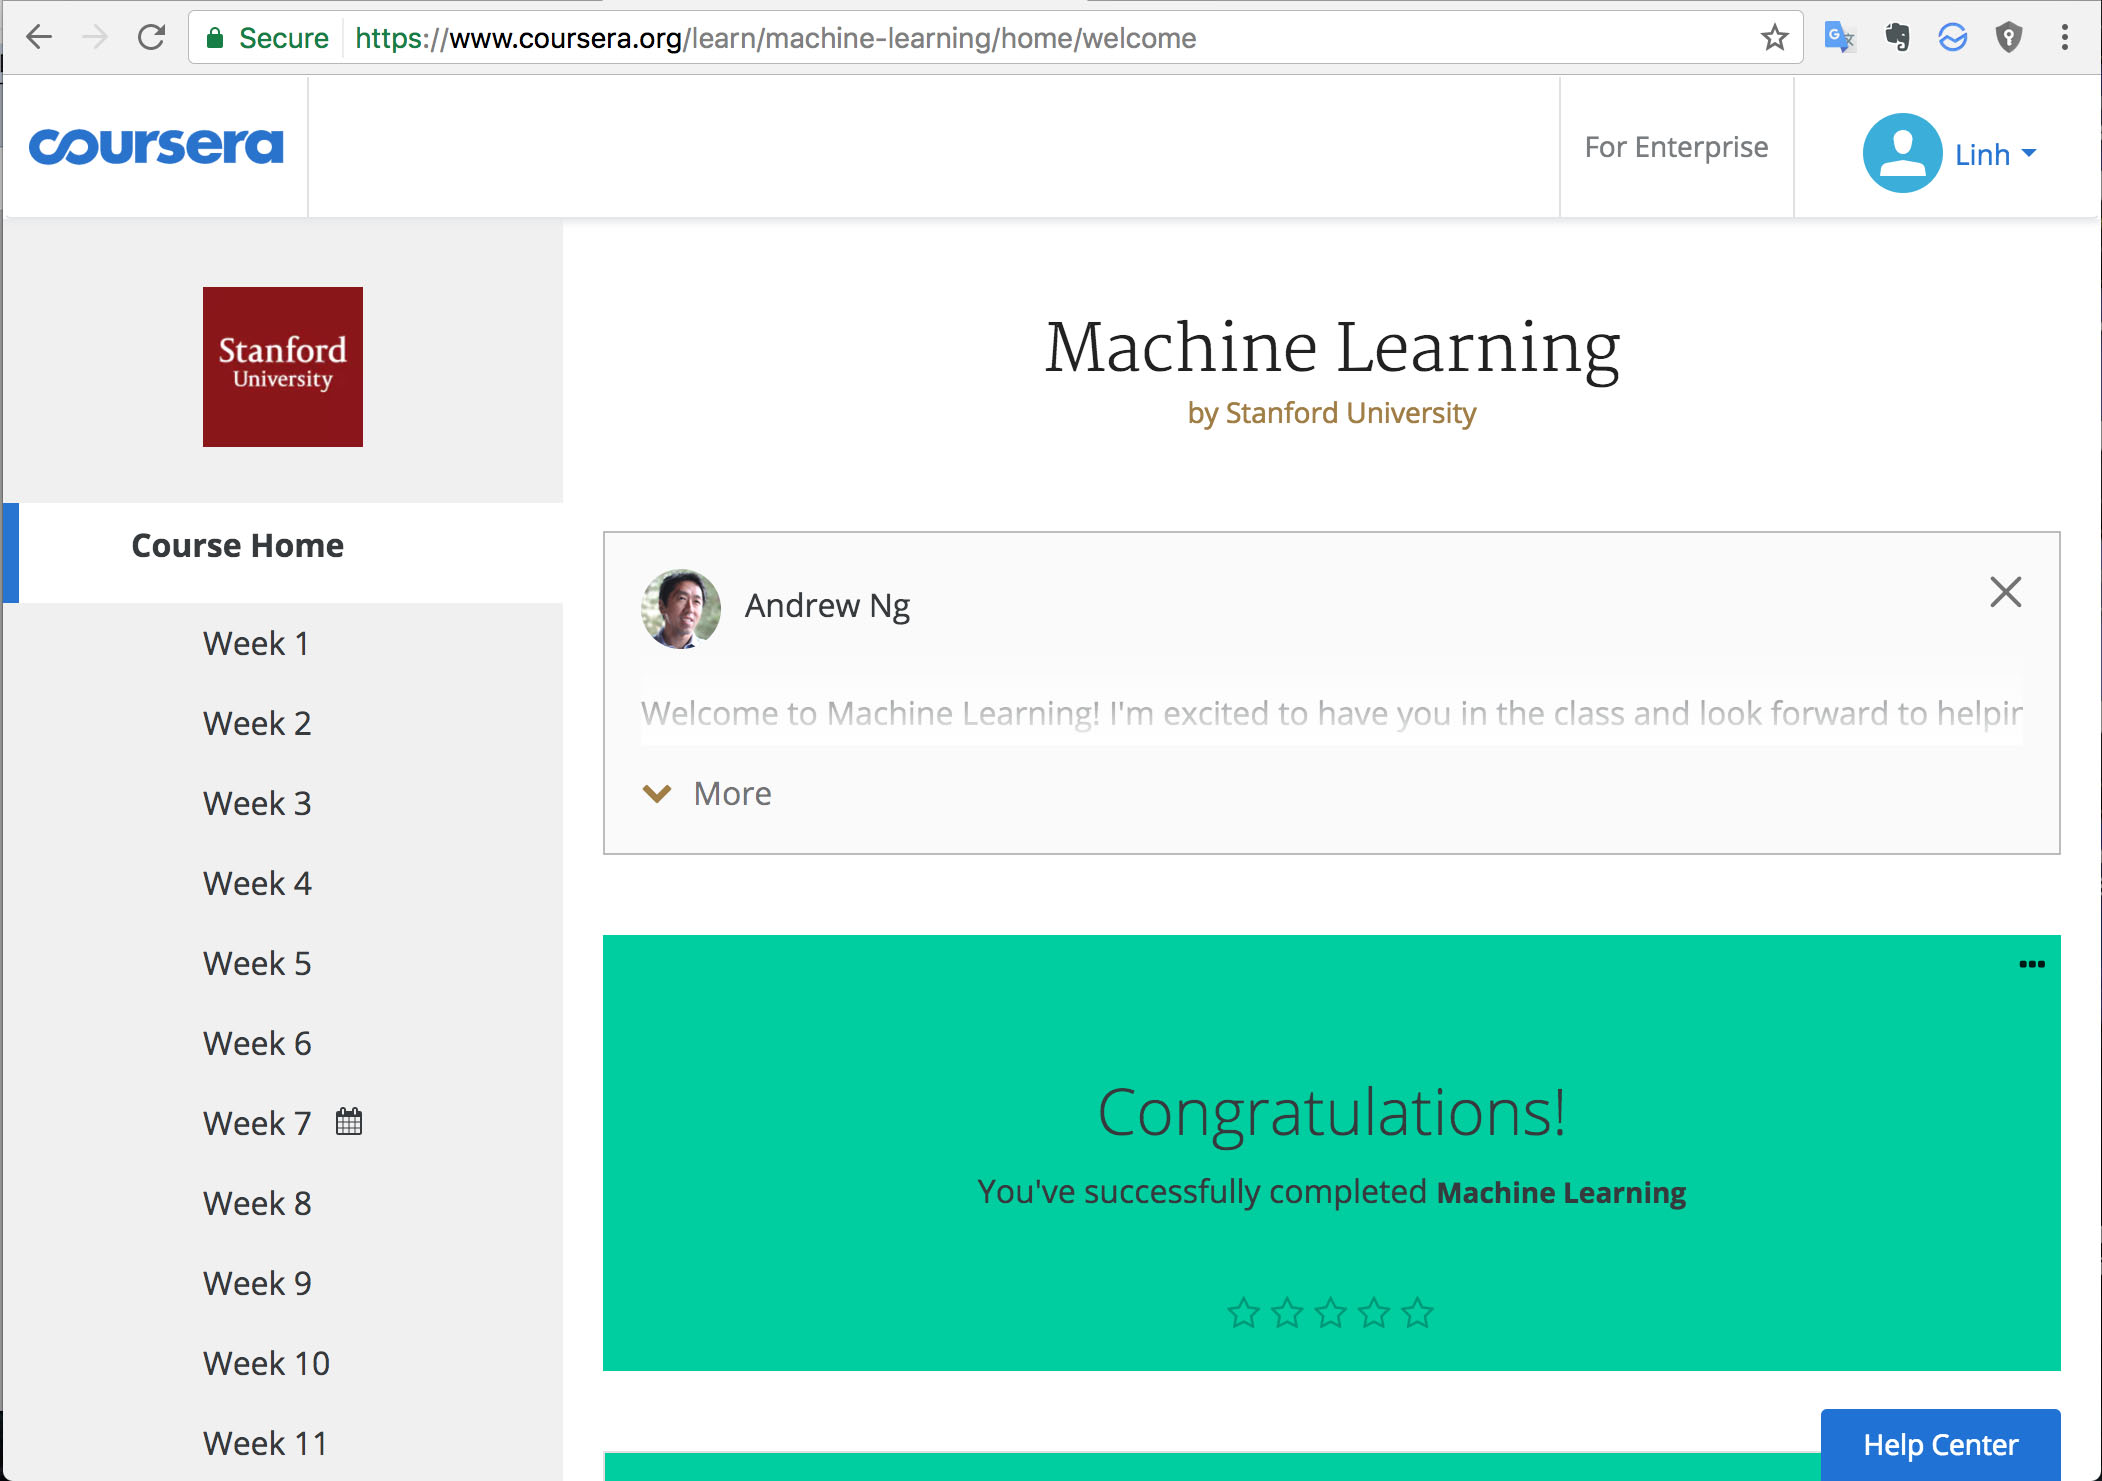 Secure https://www.coursera.org/learn/machine-learning/home/welcome
coursera
For Enterprise
Linh
Stanford
University
Machine Learning
by Stanford University
Course Home
Week 1
Week 2
Week 3
Week 4
Week 5
Week 6
Week 7
Week 8
Week 9
Week 10
Week 11
Andrew Ng
Welcome to Machine Learning! I'm excited to have you in the class and look forward to helpin
More
Congratulations!
You've successfully completed Machine Learning
Help Center